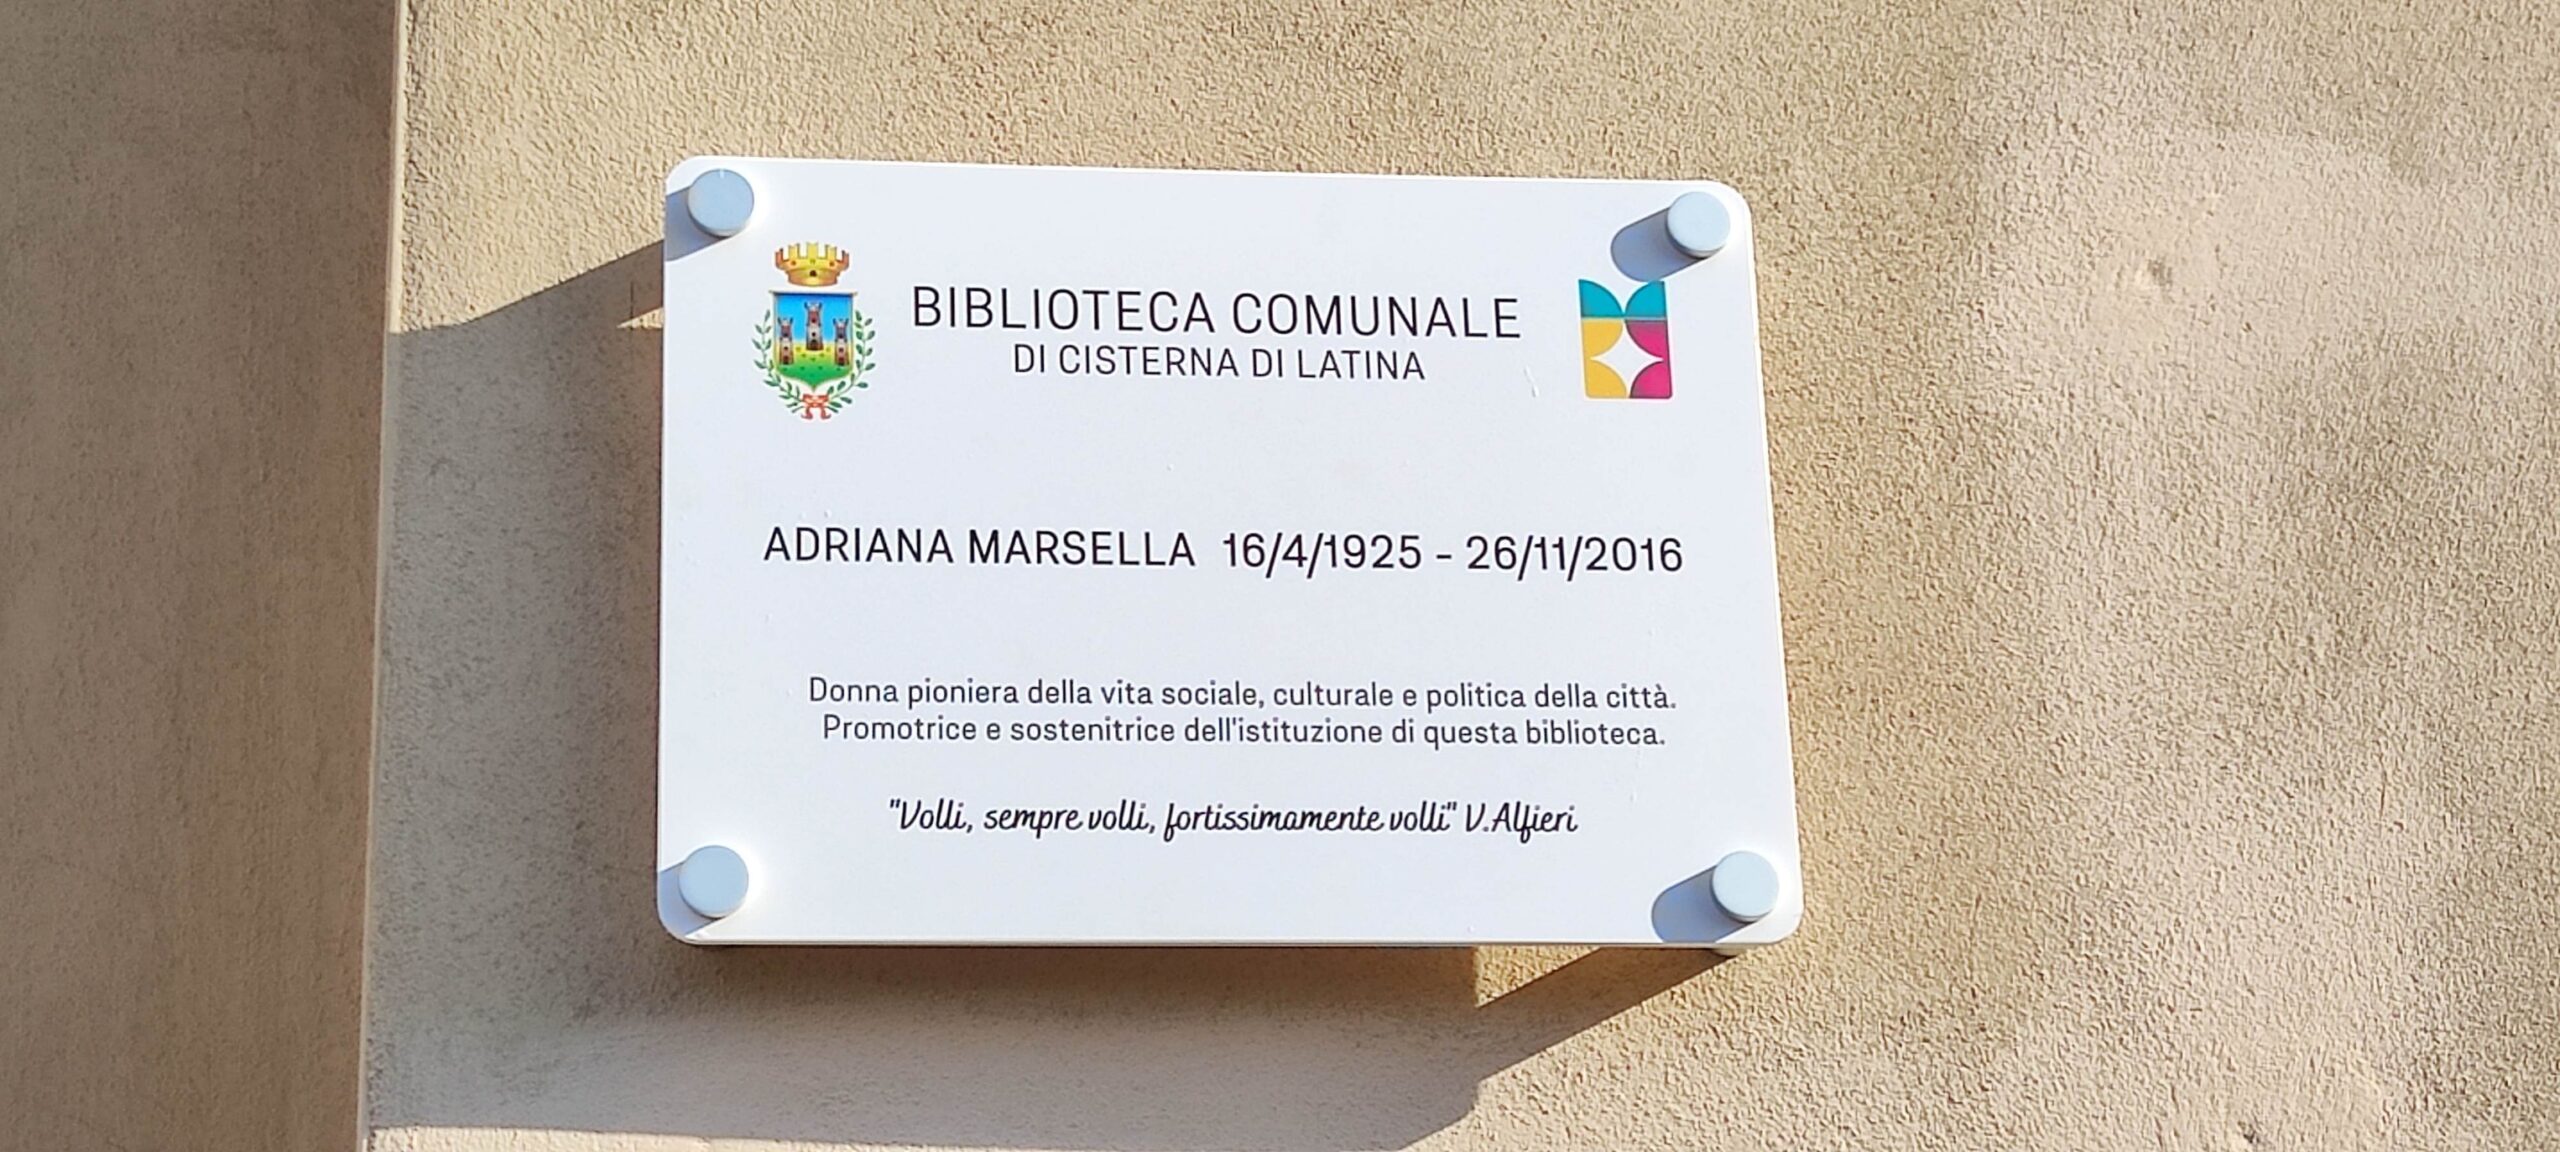 BIBLIOTECA COMUNALE
DI CISTERNA DI LATINA
ADRIANA MARSELLA 16/4/1925 - 26/11/2016
Donna pioniera della vita sociale, culturale e politica della città.
Promotrice e sostenitrice dell'istituzione di questa biblioteca.
"Volli, sempre volli, fortissimamente volli" V.Alfieri